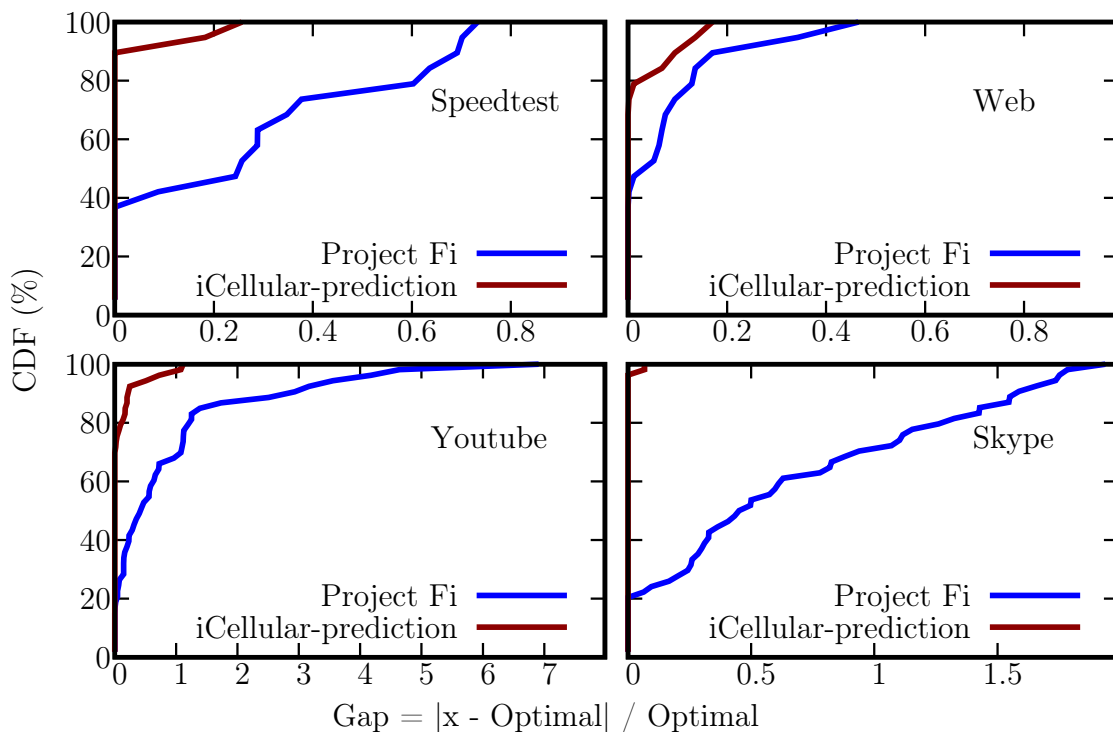 CDF (%)
100
80
60
40
20
0
0 0.2 0.4 0.6 0.8
Speedtest
Project Fi
iCellular-prediction
0 0.2 0.4 0.6 0.8
Web
Project Fi
iCellular-prediction
100
80
60
40
20
0
0 1 2 3 4 5 6 7
Youtube
Project Fi
iCellular-prediction
0 0.5 1 1.5
Skype
Project Fi
iCellular-prediction
Gap = |x - Optimal| / Optimal